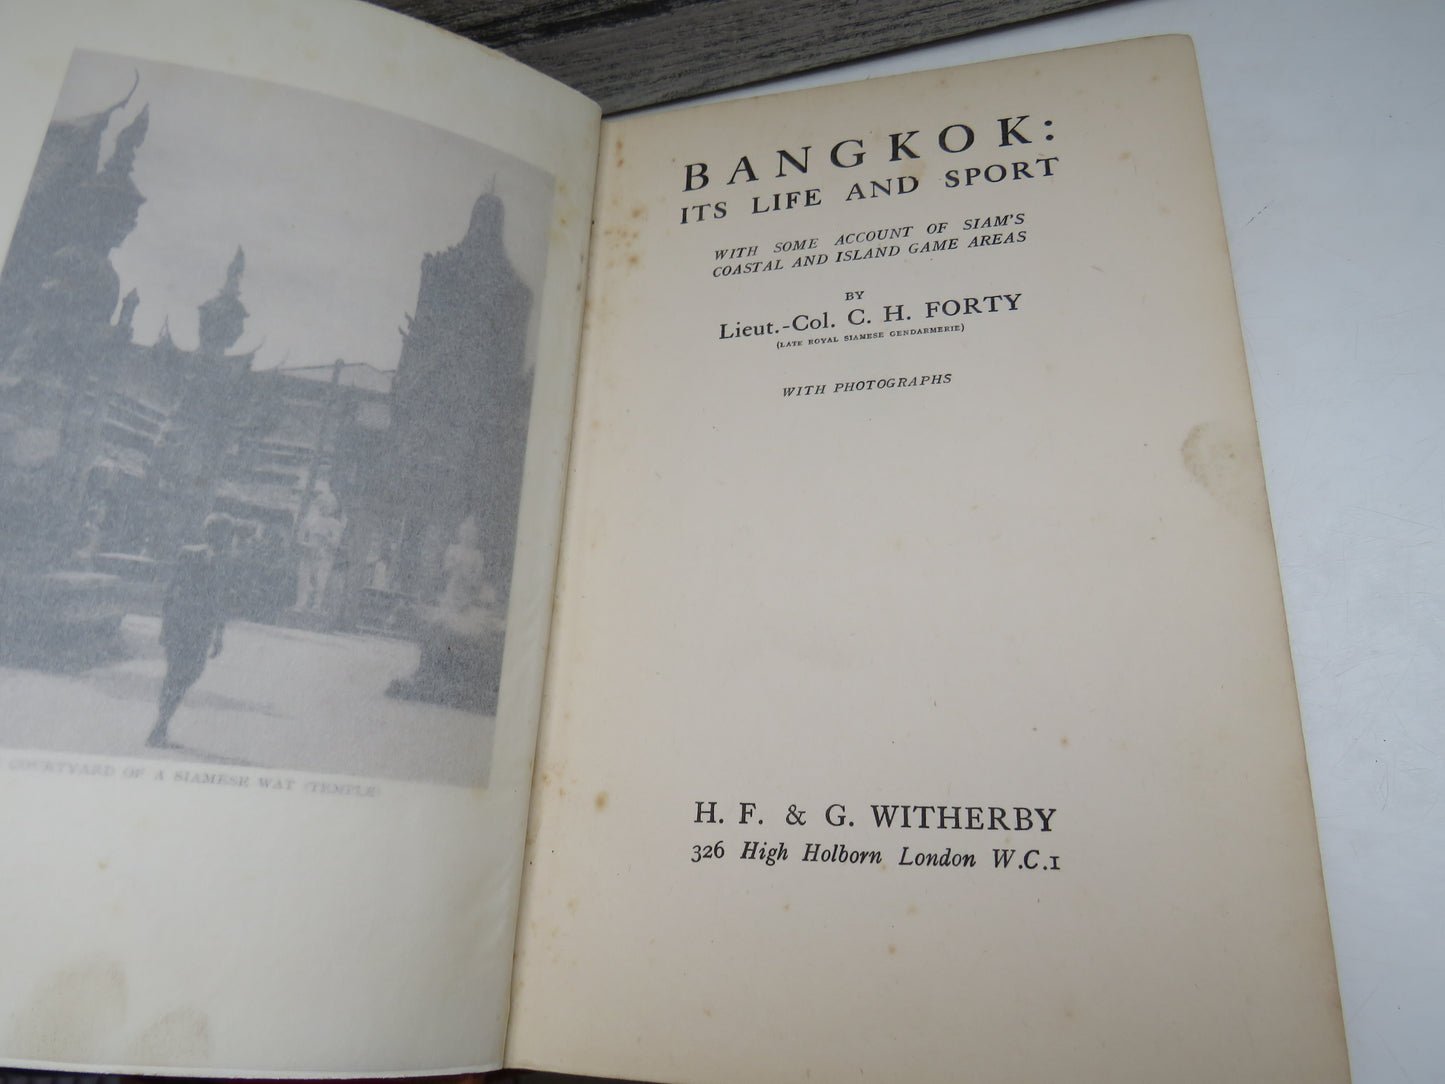 COURTYARD OF A SIAMESE WAT (TEMPLE)
BANGKOK:
ITS LIFE AND SPORT
WITH SOME ACCOUNT OF SIAM'S
COASTAL AND ISLAND GAME AREAS
BY
Lieut.-Col. C. H. FORTY
(LATE ROYAL SIAMESE GENDARMERIE)
WITH PHOTOGRAPHS
H. F. & G. WITHERBY
326 High Holborn London W.C.1